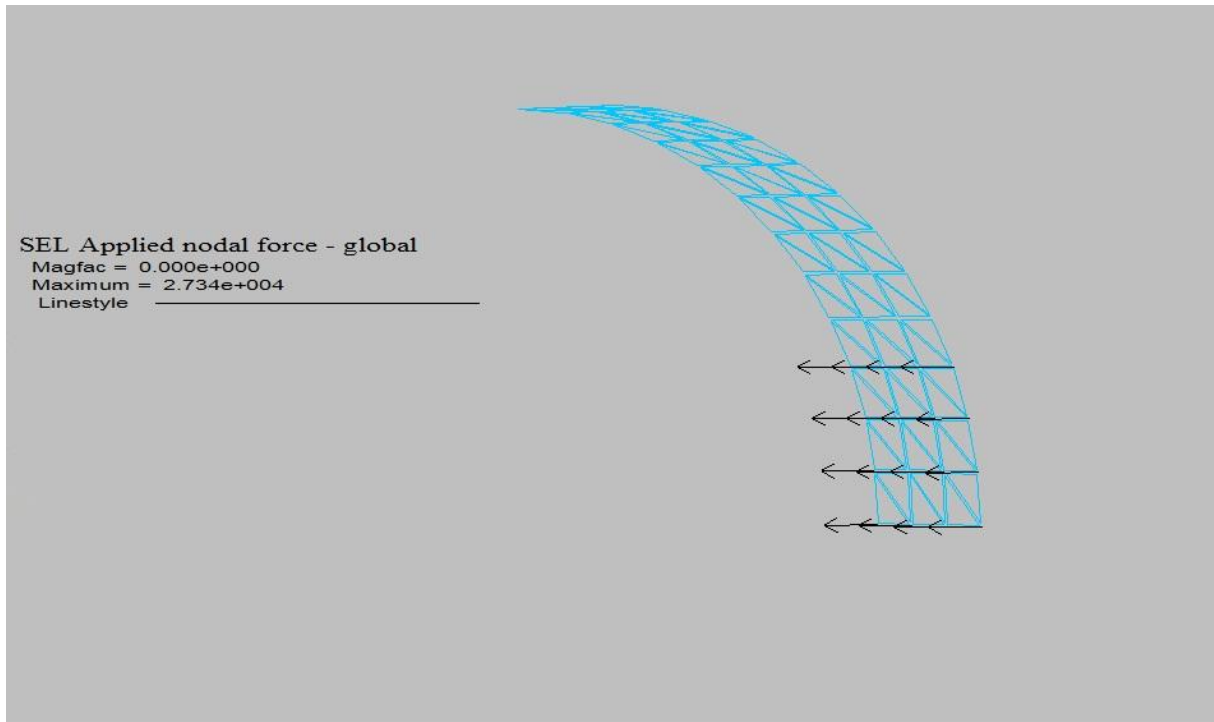 SEL Applied nodal force - global
Magfac = 0.000e+000
Maximum = 2.734e+004
Linestyle